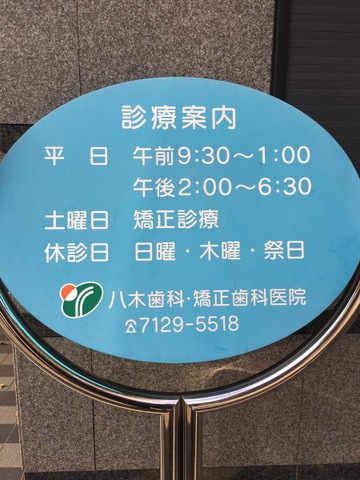 診療案内
平 日 午前9:30～1:00
午後2:00～6:30
土曜日 矯正診療
休診日 日曜・木曜・祭日
八木歯科・矯正歯科医院
☎7129-5518